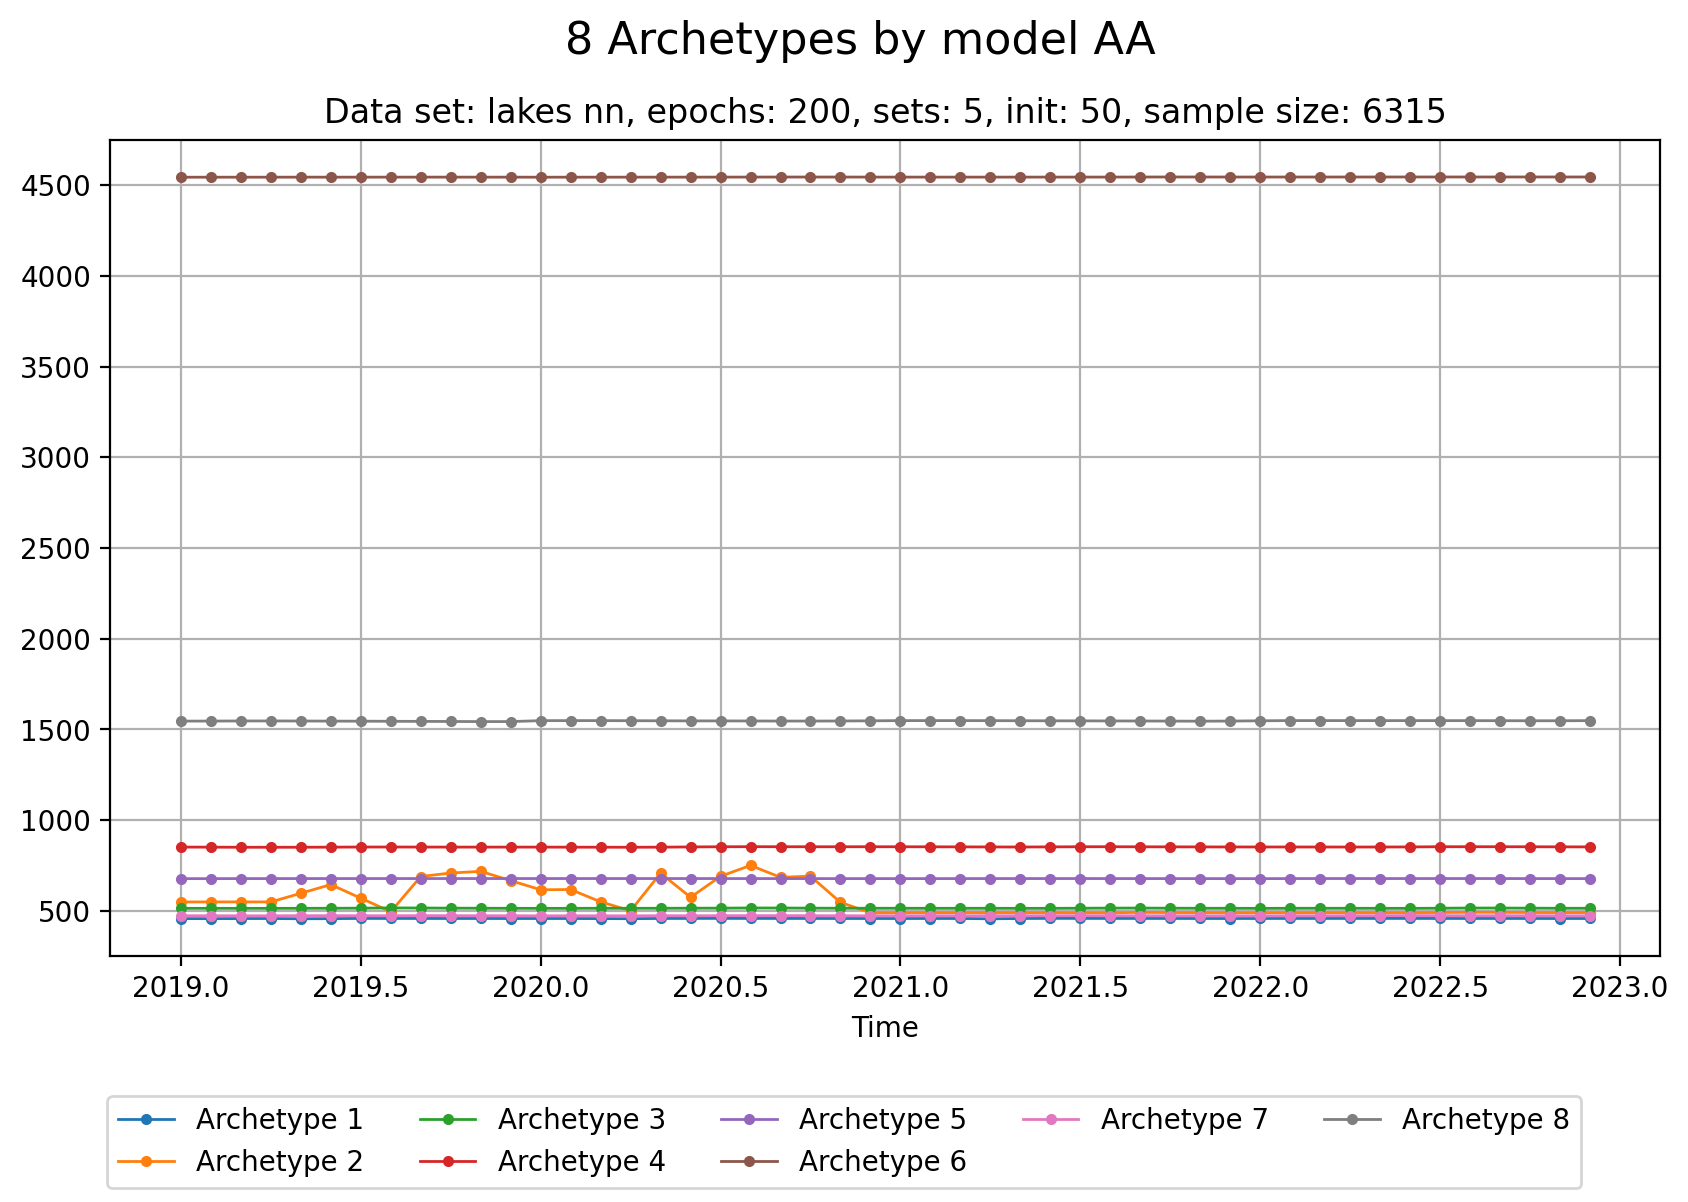 8 Archetypes by model AA
Data set: lakes nn, epochs: 200, sets: 5, init: 50, sample size: 6315
4500
4000
3500
3000
2500
2000
1500
1000
500
2019.0 2019.5 2020.0 2020.5 2021.0 2021.5 2022.0 2022.5 2023.0
Time
Archetype 1 Archetype 3 Archetype 5 Archetype 7 Archetype 8
Archetype 2 Archetype 4 Archetype 6